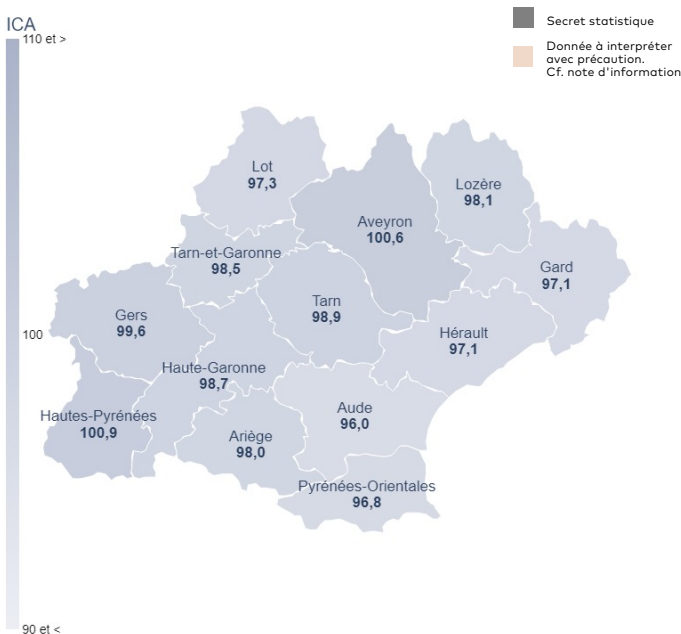 ICA
110 et >
Secret statistique
Donnée à interpréter
avec précaution.
Cf. note d'information
Lot
97,3
Lozère
98,1
Aveyron
100,6
Tarn-et-Garonne
98,5
Gard
97,1
Gers
99,6
Tarn
98,9
100
Hérault
97,1
Haute-Garonne
98,7
Hautes-Pyrénées
100,9
Aude
96,0
Ariège
98,0
Pyrénées-Orientales
96,8
90 et <